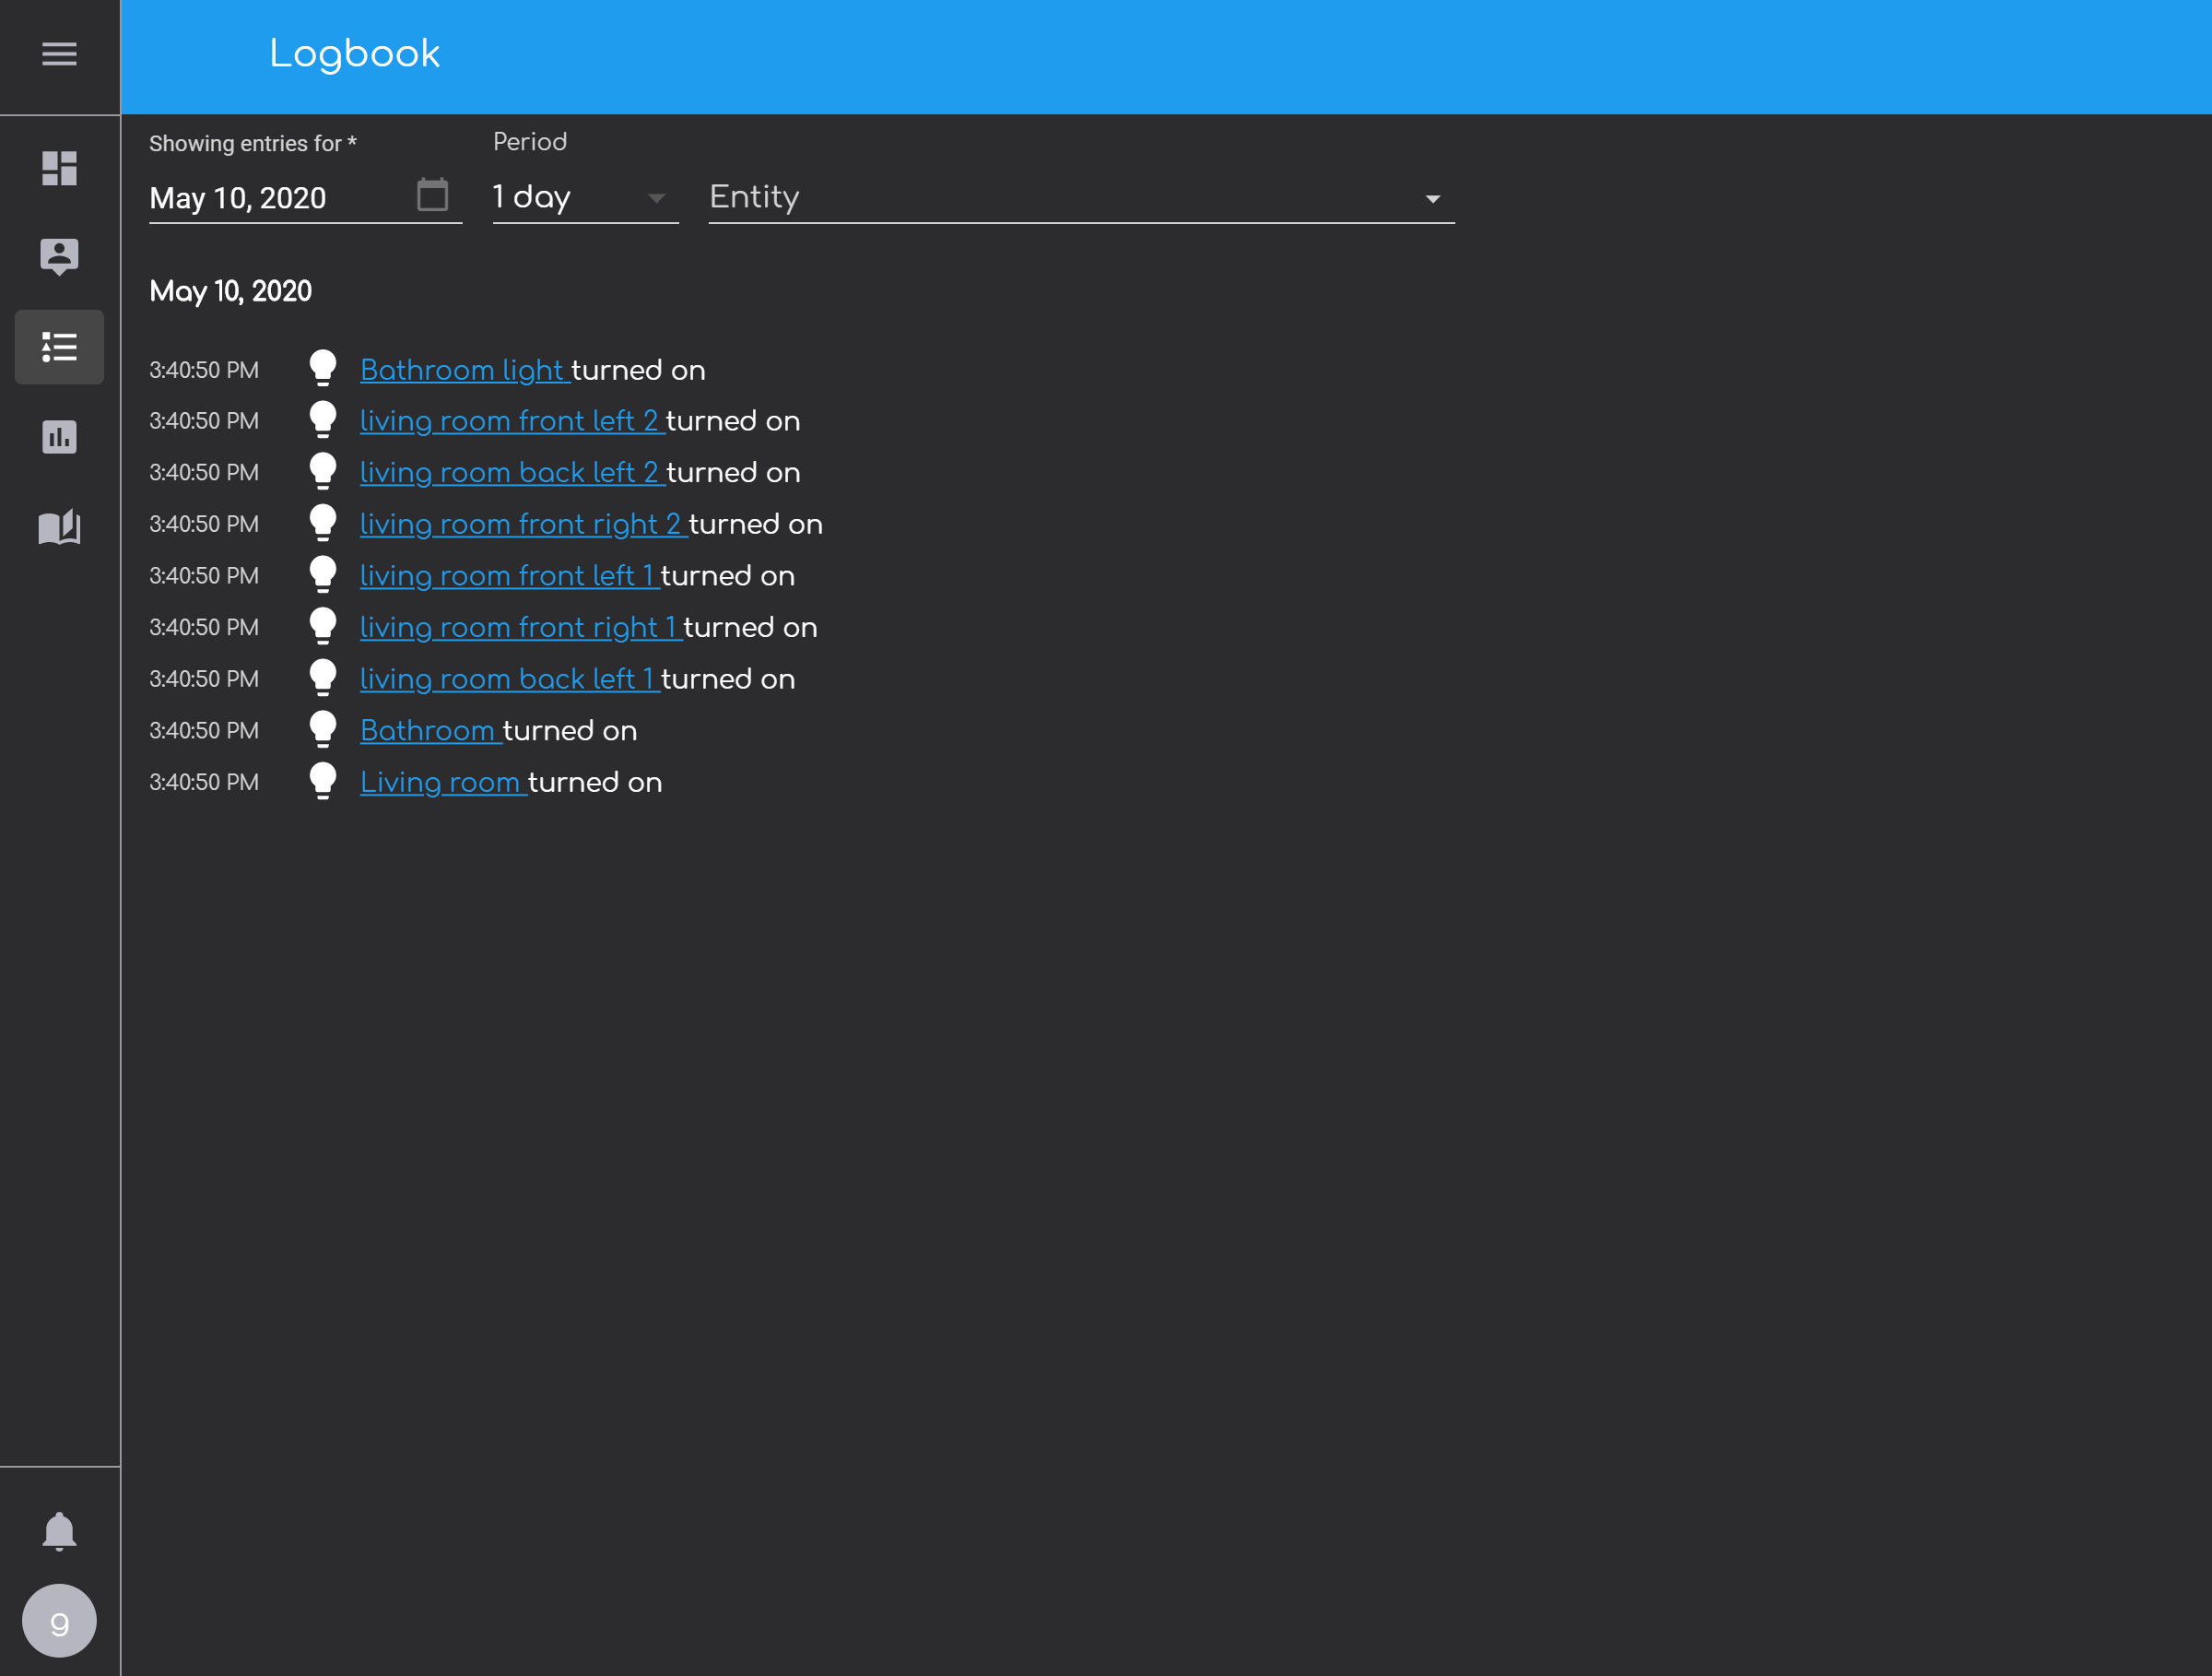 Logbook
Showing entries for * Period
May 10, 2020 1 day Entity
May 10, 2020
3:40:50 PM Bathroom light turned on
3:40:50 PM living room front left 2 turned on
3:40:50 PM living room back left 2 turned on
3:40:50 PM living room front right 2 turned on
3:40:50 PM living room front left 1 turned on
3:40:50 PM living room front right 1 turned on
3:40:50 PM living room back left 1 turned on
3:40:50 PM Bathroom turned on
3:40:50 PM Living room turned on
g